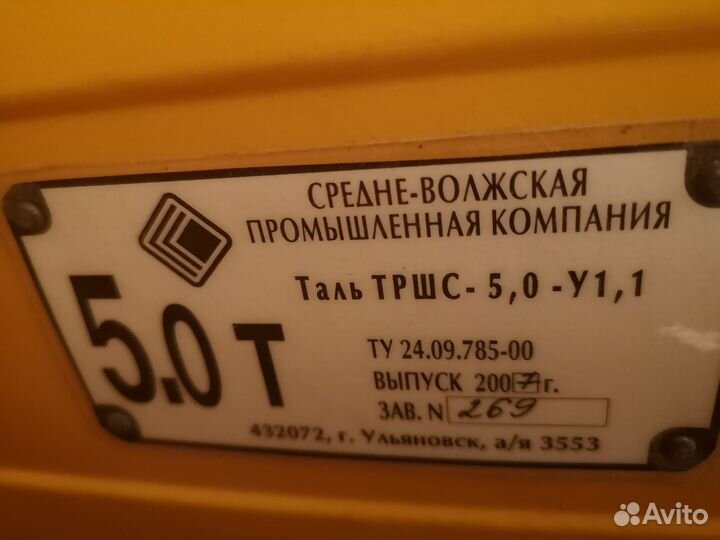 СРЕДНЕ-ВОЛЖСКАЯ
ПРОМЫШЛЕННАЯ КОМПАНИЯ
Таль ТРШС- 5,0 -У1,1
5.0 Т
ТУ 24.09.785-00
ВЫПУСК 2007 г.
ЗАВ. N 269
432072, г. Ульяновск, а/я 3553
Avito